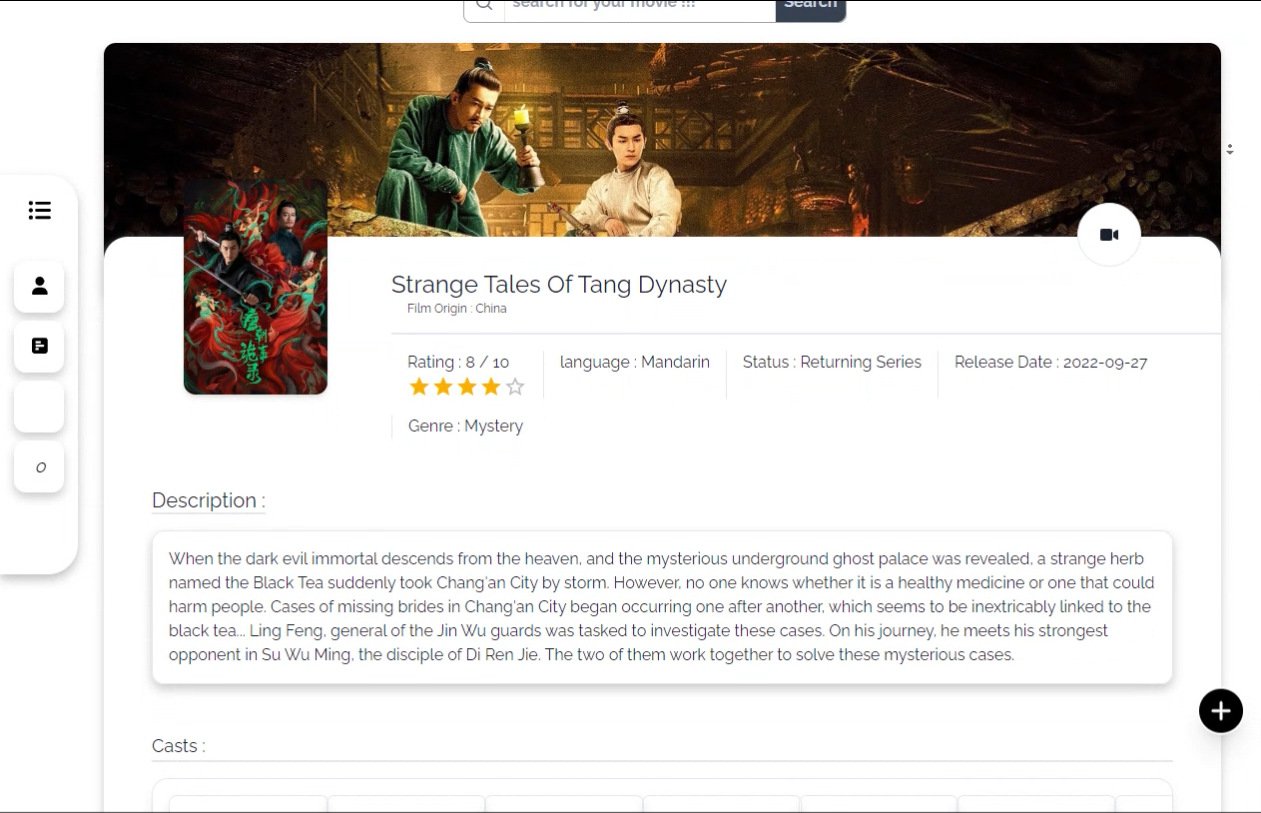 search for your movie !!!
Search
Strange Tales Of Tang Dynasty
Film Origin : China
Rating : 8 / 10
language : Mandarin
Status : Returning Series
Release Date : 2022-09-27
Genre : Mystery
唐朝
诡事
录
Description :
When the dark evil immortal descends from the heaven, and the mysterious underground ghost palace was revealed, a strange herb
named the Black Tea suddenly took Chang'an City by storm. However, no one knows whether it is a healthy medicine or one that could
harm people. Cases of missing brides in Chang'an City began occurring one after another, which seems to be inextricably linked to the
black tea... Ling Feng, general of the Jin Wu guards was tasked to investigate these cases. On his journey, he meets his strongest
opponent in Su Wu Ming, the disciple of Di Ren Jie. The two of them work together to solve these mysterious cases.
Casts :